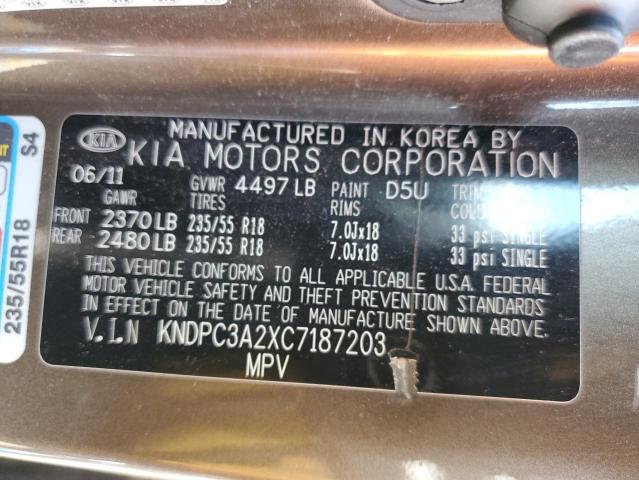 MANUFACTURED IN KOREA BY
KIA KIA MOTORS CORPORATION
06/11 GVWR 4497 LB PAINT D5U
GAWR TIRES RIMS
FRONT 2370 LB 235/55 R18 7.0Jx18 33 psi SINGLE
REAR 2480 LB 235/55 R18 7.0Jx18 33 psi SINGLE
THIS VEHICLE CONFORMS TO ALL APPLICABLE U.S.A. FEDERAL
MOTOR VEHICLE SAFETY AND THEFT PREVENTION STANDARDS
IN EFFECT ON THE DATE OF MANUFACTURE SHOWN ABOVE.
V.I.N KNDPC3A2XC7187203
MPV
235/55R18 S4